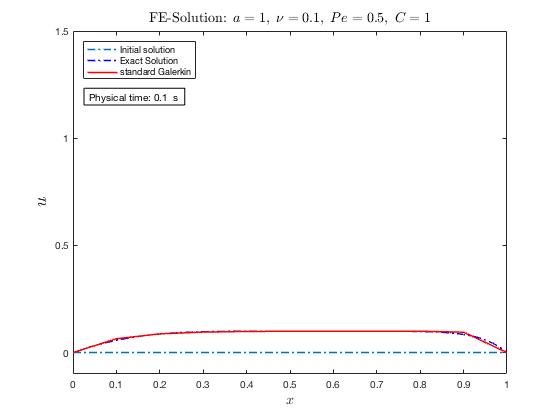 FE-Solution: a = 1, ν = 0.1, Pe = 0.5, C = 1
1.5
Initial solution
Exact Solution
standard Galerkin
Physical time: 0.1 s
1
u
0.5
0
0 0.1 0.2 0.3 0.4 0.5 0.6 0.7 0.8 0.9 1
x